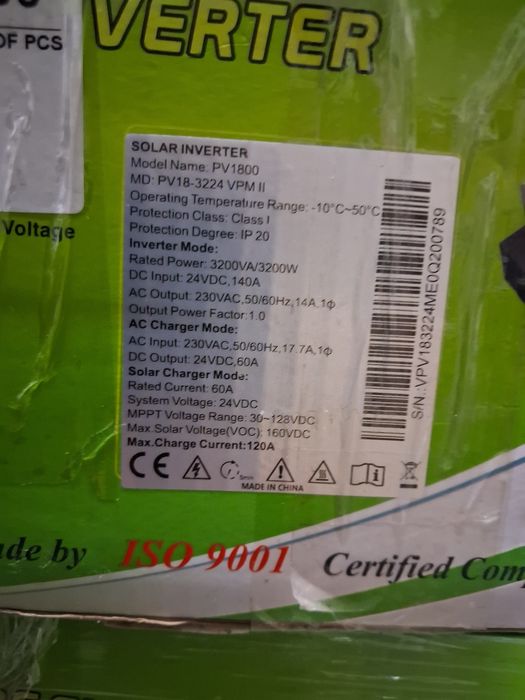 OF PCS
VERTER
Voltage
SOLAR INVERTER
Model Name: PV1800
MD: PV18-3224 VPM II
Operating Temperature Range: -10°C~50°C
Protection Class: Class I
Protection Degree: IP 20
Inverter Mode:
Rated Power: 3200VA/3200W
DC Input: 24VDC,140A
AC Output: 230VAC,50/60Hz,14A,1Φ
Output Power Factor:1.0
AC Charger Mode:
AC Input: 230VAC,50/60Hz,17.7A,1Φ
DC Output: 24VDC,60A
Solar Charger Mode:
Rated Current: 60A
System Voltage: 24VDC
MPPT Voltage Range: 30~128VDC
Max.Solar Voltage(VOC): 160VDC
Max.Charge Current:120A
CE
5min
MADE IN CHINA
S/N:VPV183224ME0Q200789
de by ISO 9001 Certified Com